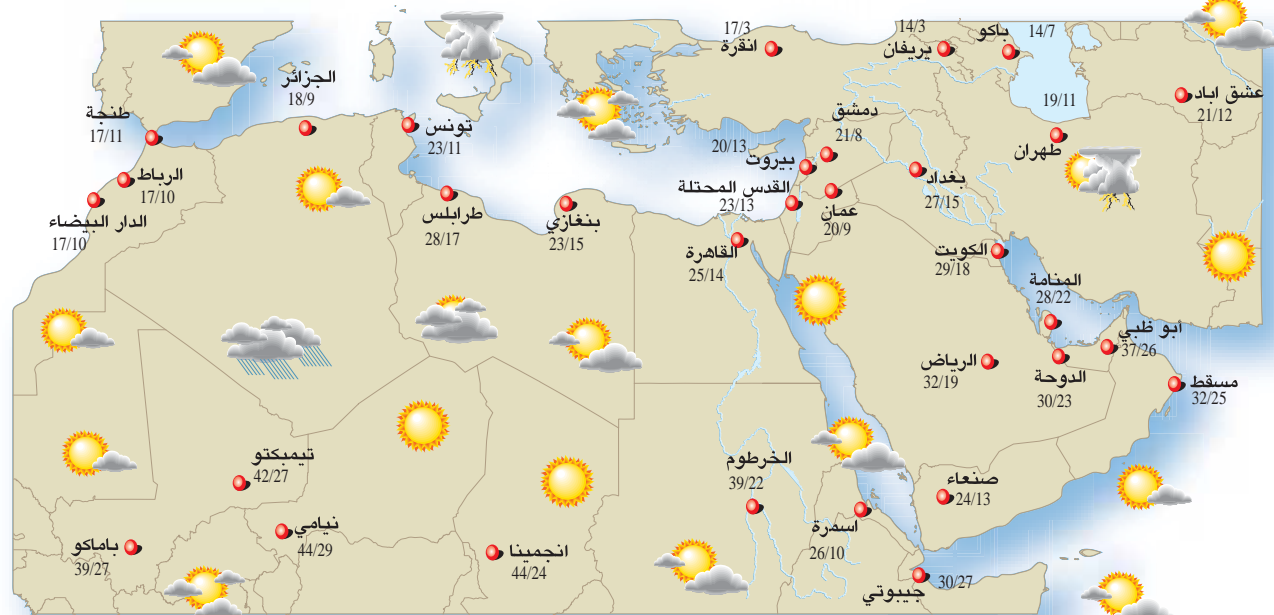 17/3
انقرة
14/3
يريفان
باكو
14/7
عشق اباد
21/12
19/11
طهران
الجزائر
18/9
طنجة
17/11
تونس
23/11
دمشق
21/8
20/13
بيروت
القدس المحتلة
23/13
عمان
20/9
بغداد
27/15
الرباط
17/10
الدار البيضاء
17/10
طرابلس
28/17
بنغازي
23/15
القاهرة
25/14
الكويت
29/18
المنامة
28/22
ابو ظبي
37/26
الرياض
32/19
الدوحة
30/23
مسقط
32/25
تيمبكتو
42/27
الخرطوم
39/22
صنعاء
24/13
اسمرة
26/10
نيامي
44/29
باماكو
39/27
انجمينا
44/24
30/27
جيبوتي